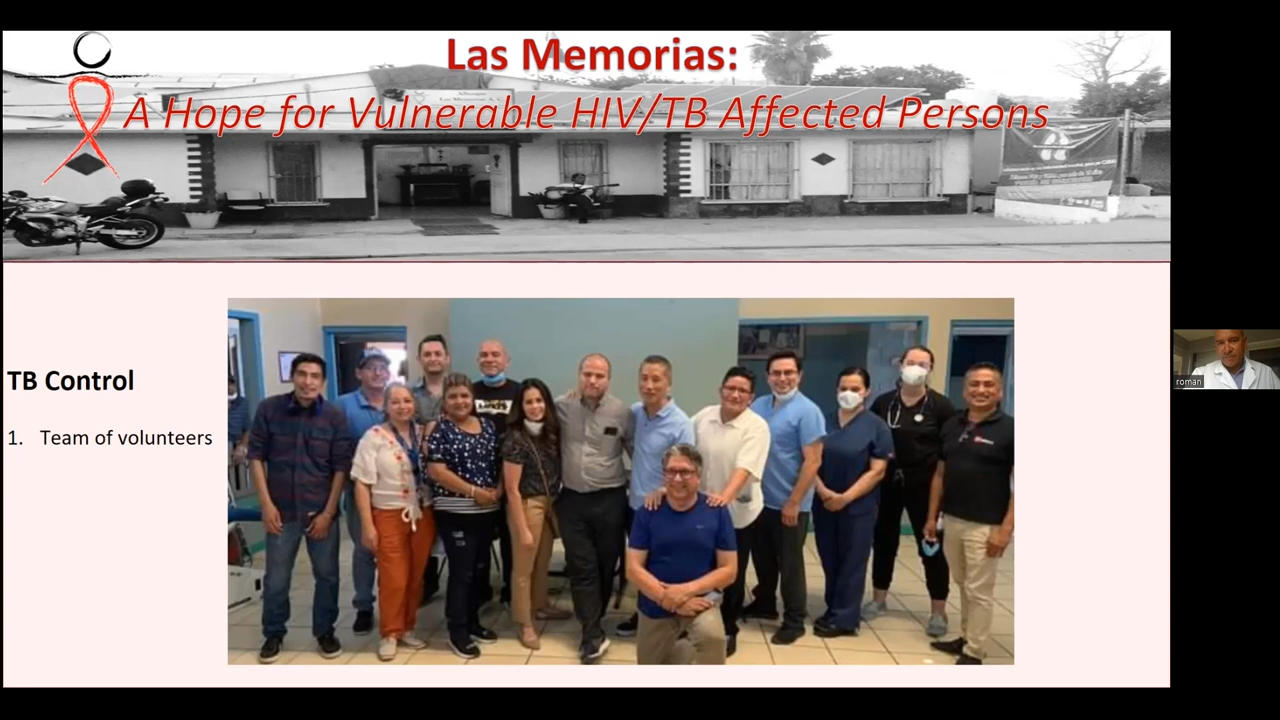 Las Memorias:
A Hope for Vulnerable HIV/TB Affected Persons
TB Control
1. Team of volunteers
roman